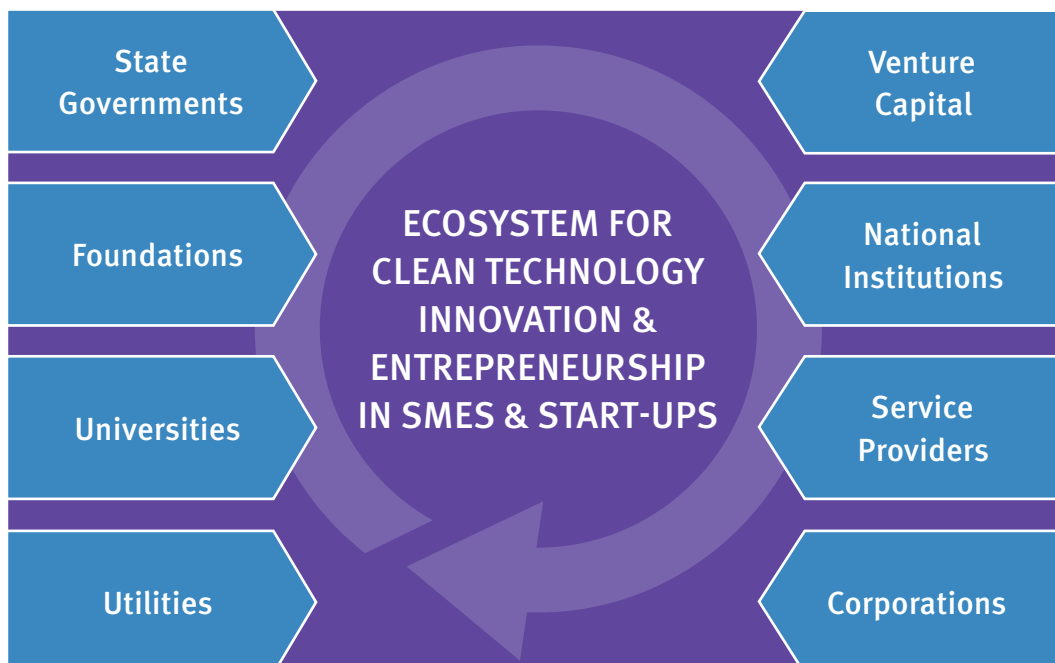 State
Governments
Foundations
Universities
Utilities
ECOSYSTEM FOR
CLEAN TECHNOLOGY
INNOVATION &
ENTREPRENEURSHIP
IN SMES & START-UPS
Venture
Capital
National
Institutions
Service
Providers
Corporations